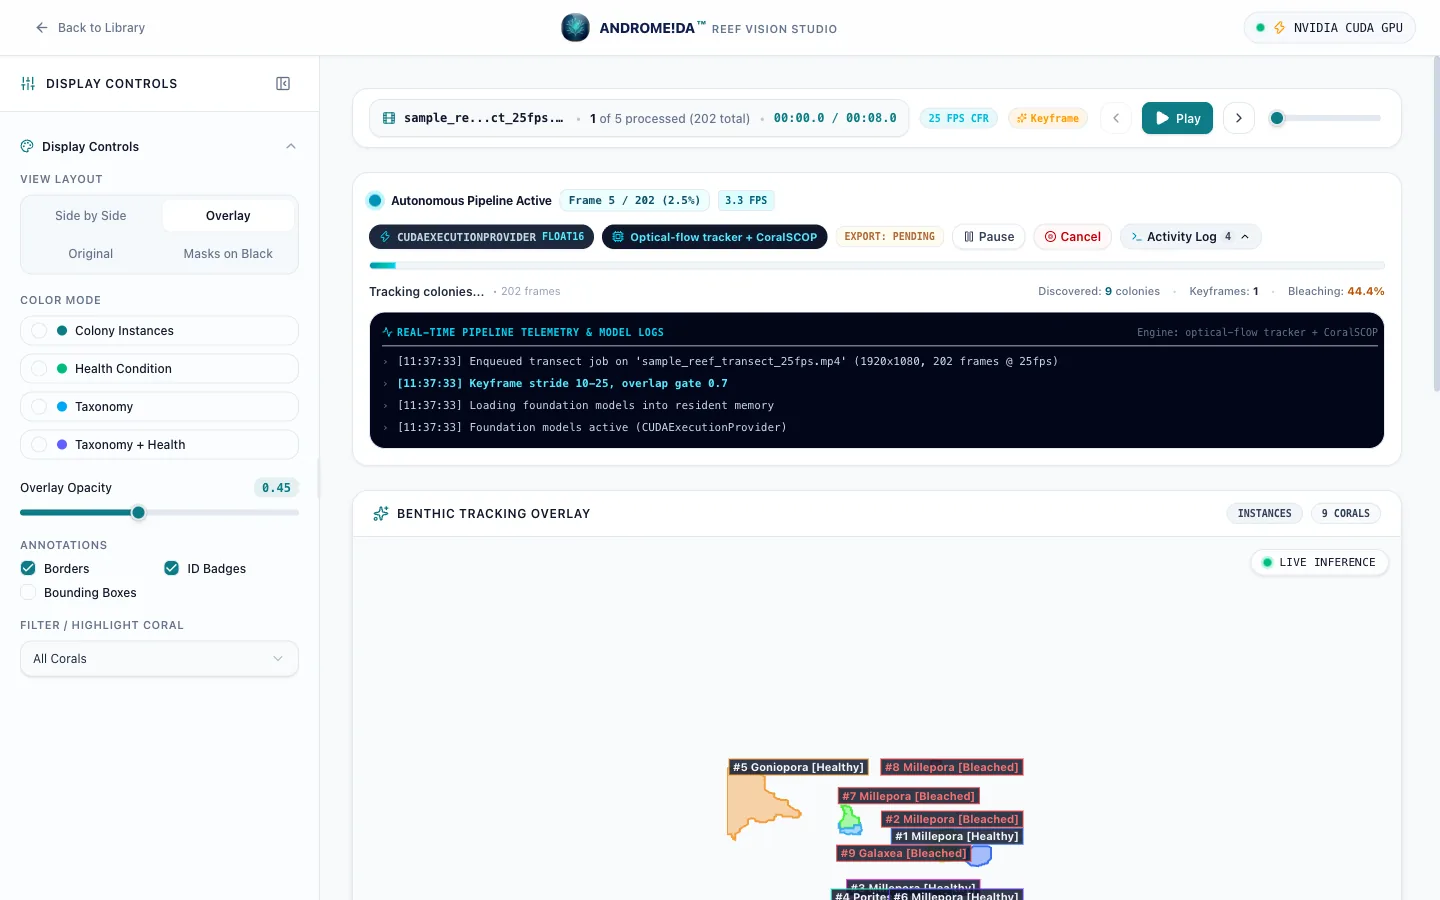 Back to Library
ANDROME!DA™ REEF VISION STUDIO
NVIDIA CUDA GPU
DISPLAY CONTROLS
Display Controls
VIEW LAYOUT
Side by Side
Overlay
Original
Masks on Black
COLOR MODE
Colony Instances
Health Condition
Taxonomy
Taxonomy + Health
Overlay Opacity 0.45
ANNOTATIONS
Borders
ID Badges
Bounding Boxes
FILTER / HIGHLIGHT CORAL
All Corals
sample_re...ct_25fps.… • 1 of 5 processed (202 total) • 00:00.0 / 00:08.0
25 FPS CFR
Keyframe
Play
Autonomous Pipeline Active
Frame 5 / 202 (2.5%)
3.3 FPS
CUDAEXECUTIONPROVIDER FLOAT16
Optical-flow tracker + CoralSCOP
EXPORT: PENDING
Pause
Cancel
Activity Log 4
Tracking colonies... • 202 frames
Discovered: 9 colonies • Keyframes: 1 • Bleaching: 44.4%
REAL-TIME PIPELINE TELEMETRY & MODEL LOGS
Engine: optical-flow tracker + CoralSCOP
› [11:37:33] Enqueued transect job on 'sample_reef_transect_25fps.mp4' (1920x1080, 202 frames @ 25fps)
› [11:37:33] Keyframe stride 10–25, overlap gate 0.7
› [11:37:33] Loading foundation models into resident memory
› [11:37:33] Foundation models active (CUDAExecutionProvider)
BENTHIC TRACKING OVERLAY
INSTANCES
9 CORALS
LIVE INFERENCE
#5 Goniopora [Healthy]
#8 Millepora [Bleached]
#7 Millepora [Bleached]
#2 Millepora [Bleached]
#1 Millepora [Healthy]
#9 Galaxea [Bleached]
#3 Millepora [Healthy]
#4 Porites
#6 Millepora [Healthy]